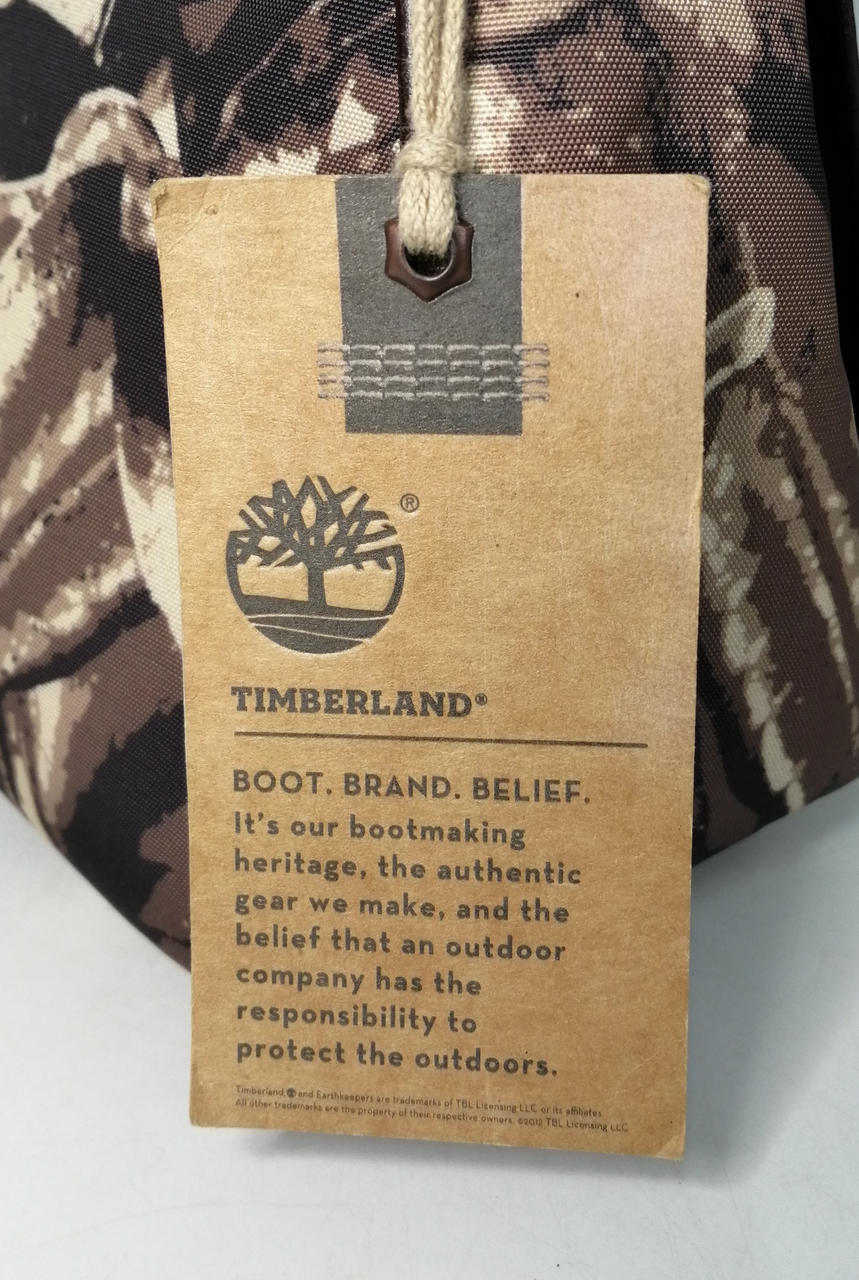 ®
TIMBERLAND®
BOOT. BRAND. BELIEF.
It's our bootmaking
heritage, the authentic
gear we make, and the
belief that an outdoor
company has the
responsibility to
protect the outdoors.
Timberland, and Earthkeepers are trademarks of TBL Licensing LLC or its affiliates.
All other trademarks are the property of their respective owners. ©2012 TBL Licensing LLC